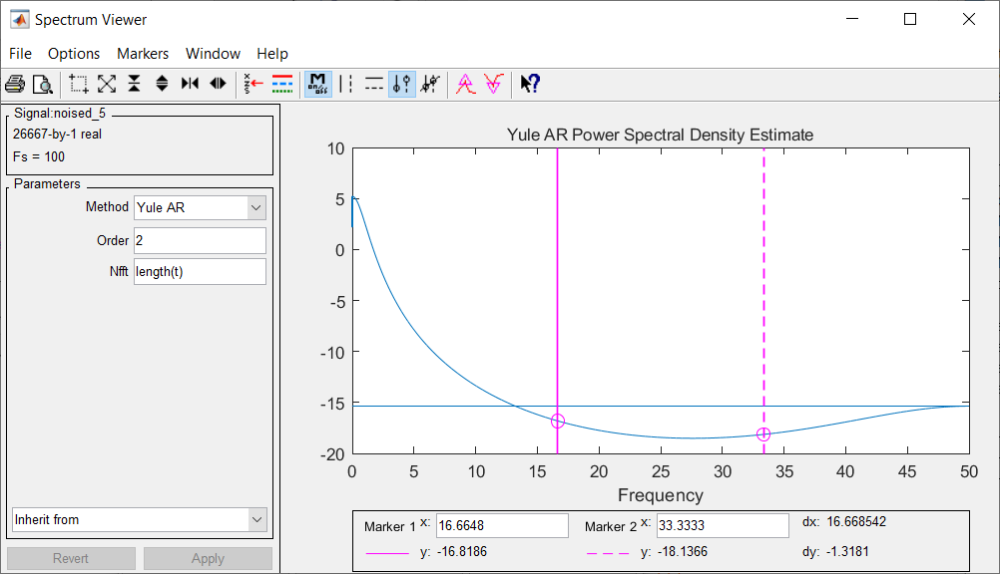 Spectrum Viewer
File Options Markers Window Help
M
on/off
Signal:noised_5
26667-by-1 real
Fs = 100
Parameters
Method Yule AR
Order 2
Nfft length(t)
Inherit from
Revert Apply
Yule AR Power Spectral Density Estimate
10
5
0
-5
-10
-15
-20
0 5 10 15 20 25 30 35 40 45 50
Frequency
Marker 1 x: 16.6648 Marker 2 x: 33.3333 dx: 16.668542
y: -16.8186 y: -18.1366 dy: -1.3181